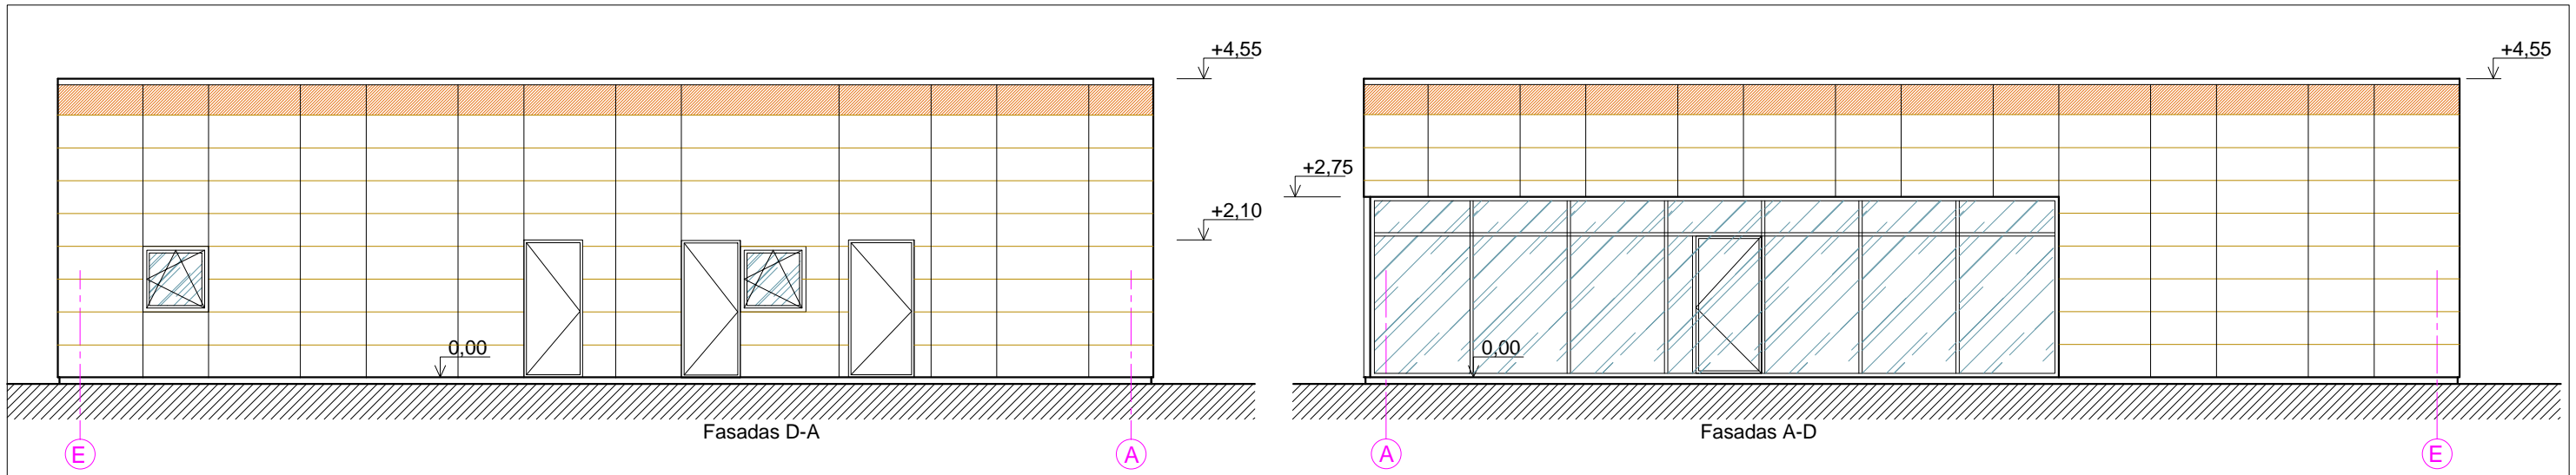 +4,55
+2,10
0,00
Fasadas D-A
E
A
+4,55
+2,75
0,00
Fasadas A-D
A
E